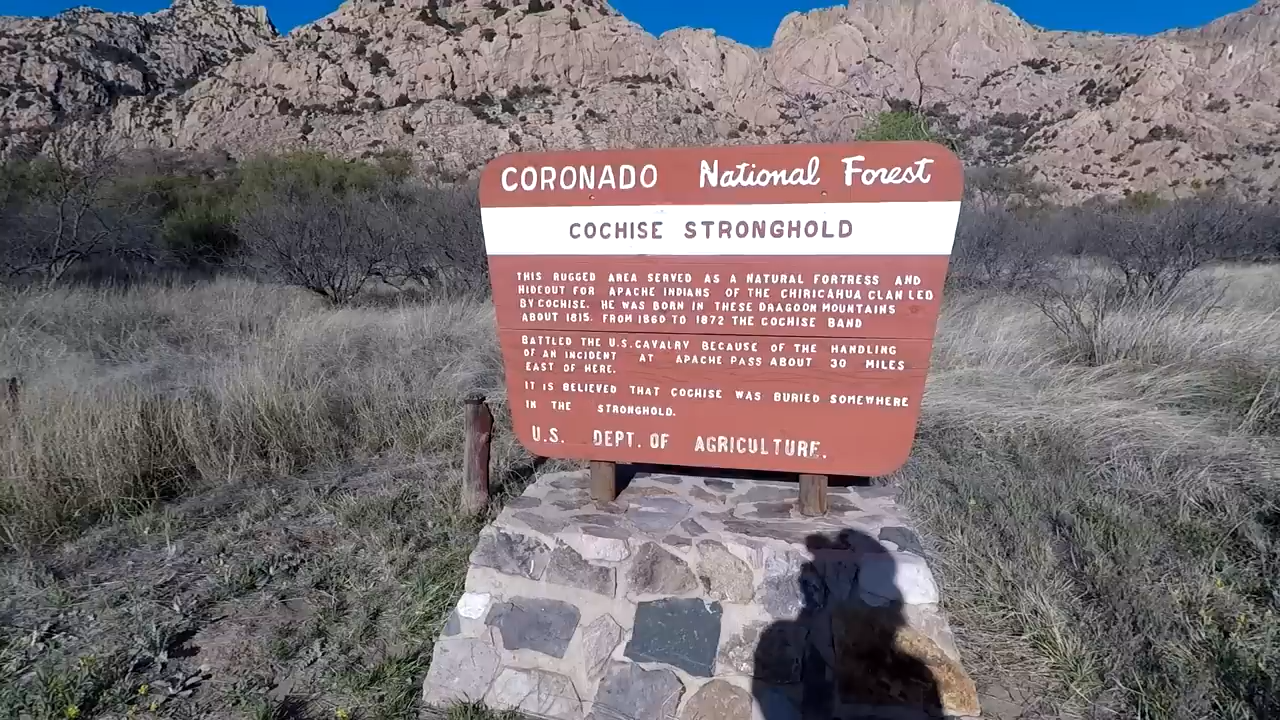 CORONADO National Forest
COCHISE STRONGHOLD
THIS RUGGED AREA SERVED AS A NATURAL FORTRESS AND
HIDEOUT FOR APACHE INDIANS OF THE CHIRICAHUA CLAN LED
BY COCHISE. HE WAS BORN IN THESE DRAGOON MOUNTAINS
ABOUT 1815. FROM 1860 TO 1872 THE COCHISE BAND
BATTLED THE U.S. CAVALRY BECAUSE OF THE HANDLING
OF AN INCIDENT AT APACHE PASS ABOUT 30 MILES
EAST OF HERE.
IT IS BELIEVED THAT COCHISE WAS BURIED SOMEWHERE
IN THE STRONGHOLD.
U.S. DEPT. OF AGRICULTURE.